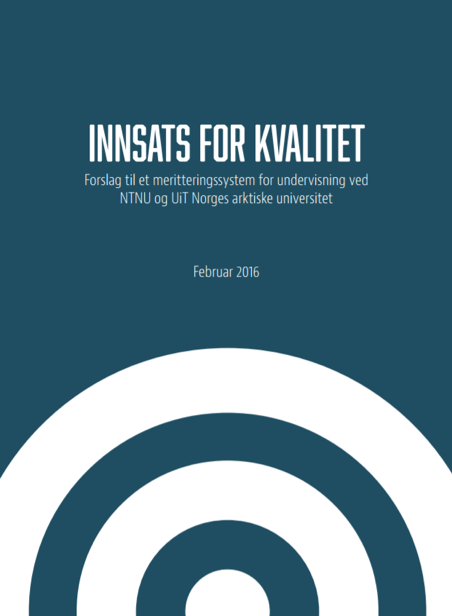 INNSATS FOR KVALITET
Forslag til et meritteringssystem for undervisning ved
NTNU og UiT Norges arktiske universitet
Februar 2016